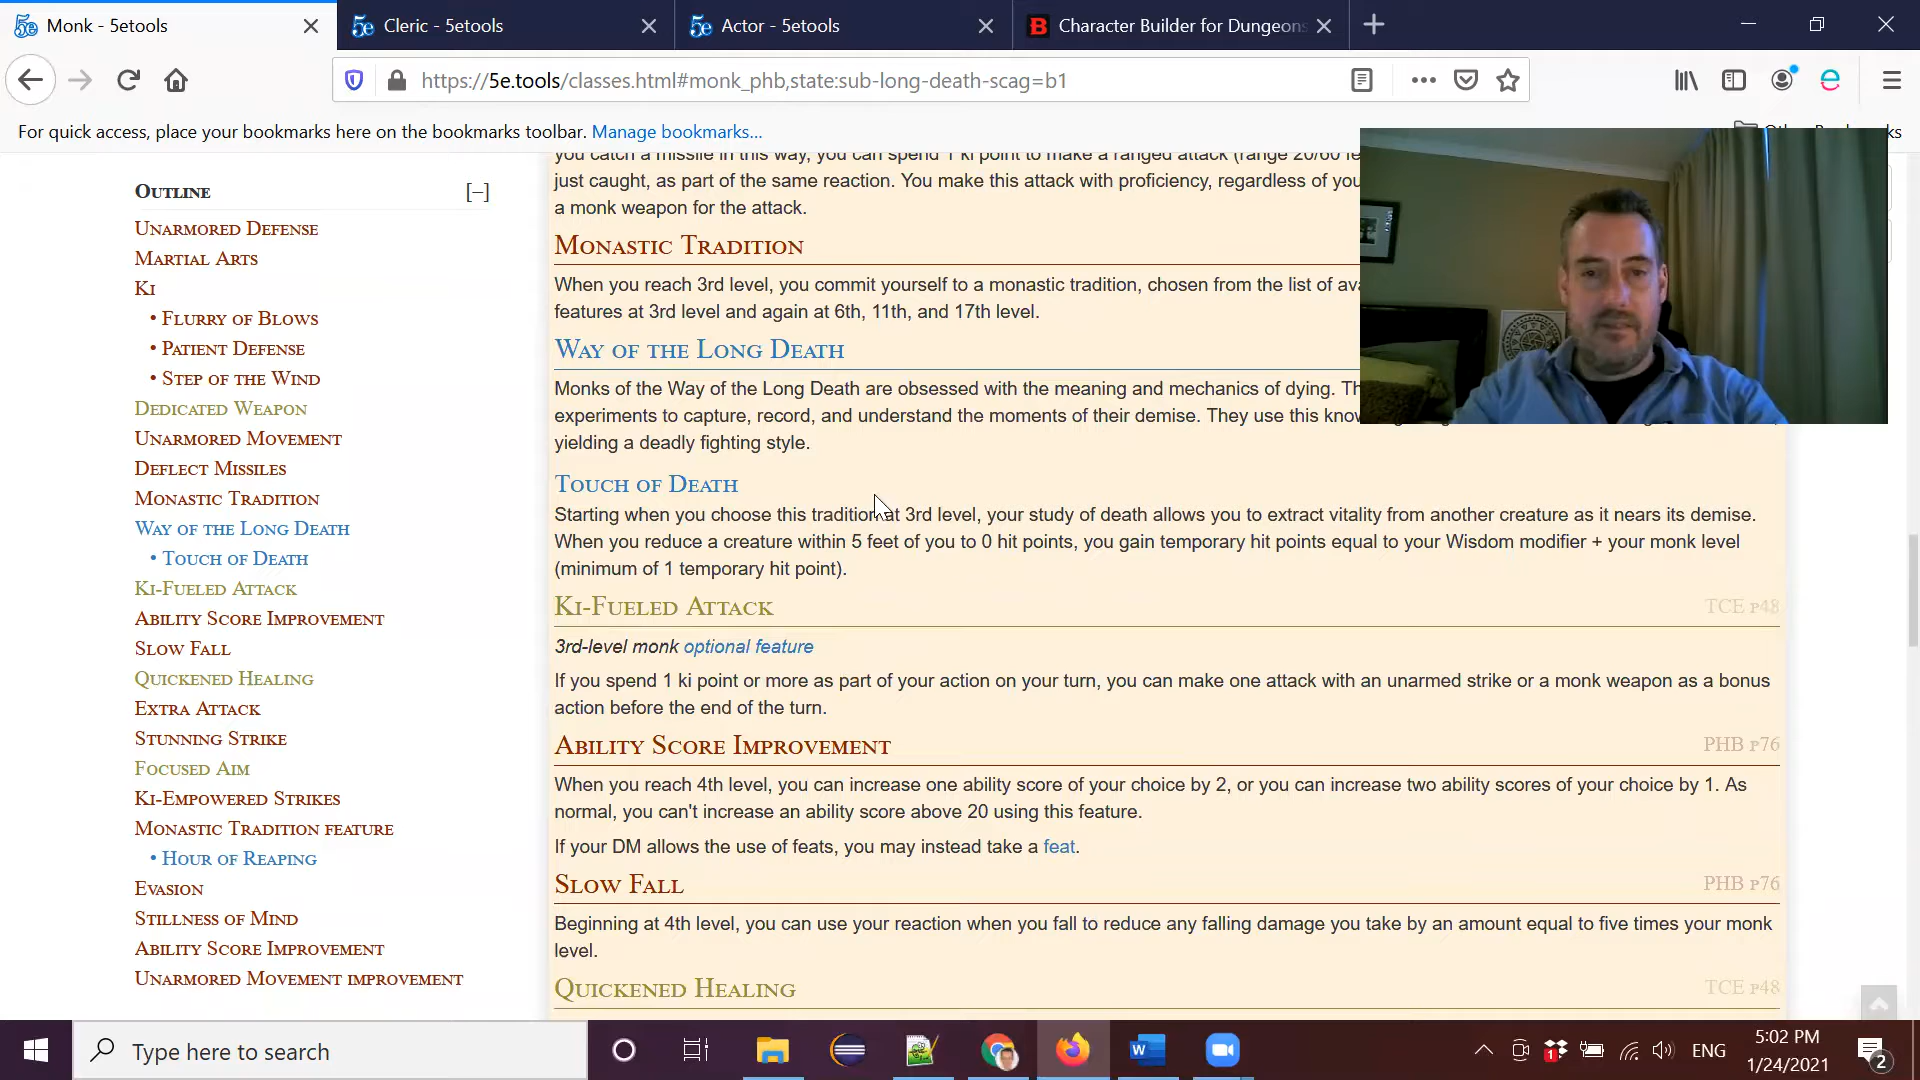 Monk - 5etools
Cleric - 5etools
Actor - 5etools
B Character Builder for Dungeons
https://5e.tools/classes.html#monk_phb,state:sub-long-death-scag=b1
For quick access, place your bookmarks here on the bookmarks toolbar. Manage bookmarks...
OUTLINE [–]
UNARMORED DEFENSE
MARTIAL ARTS
KI
• FLURRY OF BLOWS
• PATIENT DEFENSE
• STEP OF THE WIND
DEDICATED WEAPON
UNARMORED MOVEMENT
DEFLECT MISSILES
MONASTIC TRADITION
WAY OF THE LONG DEATH
• TOUCH OF DEATH
KI-FUELED ATTACK
ABILITY SCORE IMPROVEMENT
SLOW FALL
QUICKENED HEALING
EXTRA ATTACK
STUNNING STRIKE
FOCUSED AIM
KI-EMPOWERED STRIKES
MONASTIC TRADITION FEATURE
• HOUR OF REAPING
EVASION
STILLNESS OF MIND
ABILITY SCORE IMPROVEMENT
UNARMORED MOVEMENT IMPROVEMENT
you catch a missile in this way, you can spend 1 ki point to make a ranged attack (range 20/60
just caught, as part of the same reaction. You make this attack with proficiency, regardless of
a monk weapon for the attack.
MONASTIC TRADITION
When you reach 3rd level, you commit yourself to a monastic tradition, chosen from the list of
features at 3rd level and again at 6th, 11th, and 17th level.
WAY OF THE LONG DEATH
Monks of the Way of the Long Death are obsessed with the meaning and mechanics of dying.
experiments to capture, record, and understand the moments of their demise. They use this
yielding a deadly fighting style.
TOUCH OF DEATH
Starting when you choose this tradition at 3rd level, your study of death allows you to extract vitality from another creature as it nears its demise.
When you reduce a creature within 5 feet of you to 0 hit points, you gain temporary hit points equal to your Wisdom modifier + your monk level
(minimum of 1 temporary hit point).
KI-FUELED ATTACK TCE P48
3rd-level monk optional feature
If you spend 1 ki point or more as part of your action on your turn, you can make one attack with an unarmed strike or a monk weapon as a bonus
action before the end of the turn.
ABILITY SCORE IMPROVEMENT PHB P76
When you reach 4th level, you can increase one ability score of your choice by 2, or you can increase two ability scores of your choice by 1. As
normal, you can't increase an ability score above 20 using this feature.
If your DM allows the use of feats, you may instead take a feat.
SLOW FALL PHB P76
Beginning at 4th level, you can use your reaction when you fall to reduce any falling damage you take by an amount equal to five times your monk
level.
QUICKENED HEALING TCE P48
Type here to search
ENG
5:02 PM
1/24/2021
2